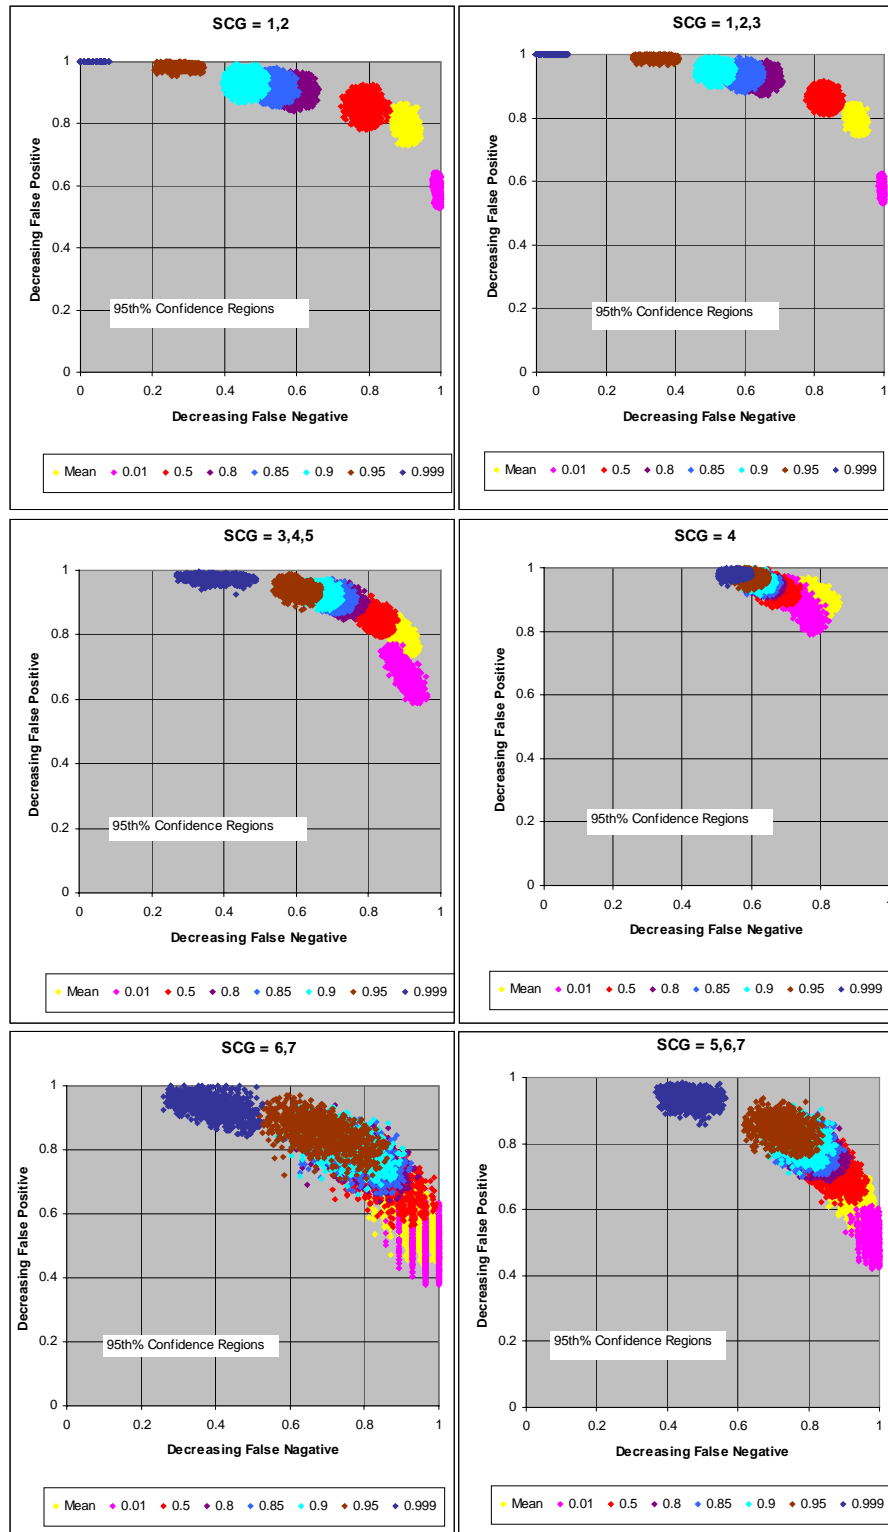 SCG = 1,2
1
0.8
0.6
0.4
0.2
0
Decreasing False Positive
95th% Confidence Regions
0 0.2 0.4 0.6 0.8 1
Decreasing False Negative
Mean 0.01 0.5 0.8 0.85 0.9 0.95 0.999
SCG = 1,2,3
1
0.8
0.6
0.4
0.2
0
Decreasing False Positive
95th% Confidence Regions
0 0.2 0.4 0.6 0.8 1
Decreasing False Negative
Mean 0.01 0.5 0.8 0.85 0.9 0.95 0.999
SCG = 3,4,5
1
0.8
0.6
0.4
0.2
0
Decreasing False Positive
95th% Confidence Regions
0 0.2 0.4 0.6 0.8 1
Decreasing False Negative
Mean 0.01 0.5 0.8 0.85 0.9 0.95 0.999
SCG = 4
1
0.8
0.6
0.4
0.2
0
Decreasing False Positive
95th% Confidence Regions
0 0.2 0.4 0.6 0.8 1
Decreasing False Negative
Mean 0.01 0.5 0.8 0.85 0.9 0.95 0.999
SCG = 6,7
1
0.8
0.6
0.4
0.2
0
Decreasing False Positive
95th% Confidence Regions
0 0.2 0.4 0.6 0.8 1
Decreasing False Nagative
Mean 0.01 0.5 0.8 0.85 0.9 0.95 0.999
SCG = 5,6,7
1
0.8
0.6
0.4
0.2
0
Decreasing False Positive
95th% Confidence Regions
0 0.2 0.4 0.6 0.8 1
Decreasing False Negative
Mean 0.01 0.5 0.8 0.85 0.9 0.95 0.999